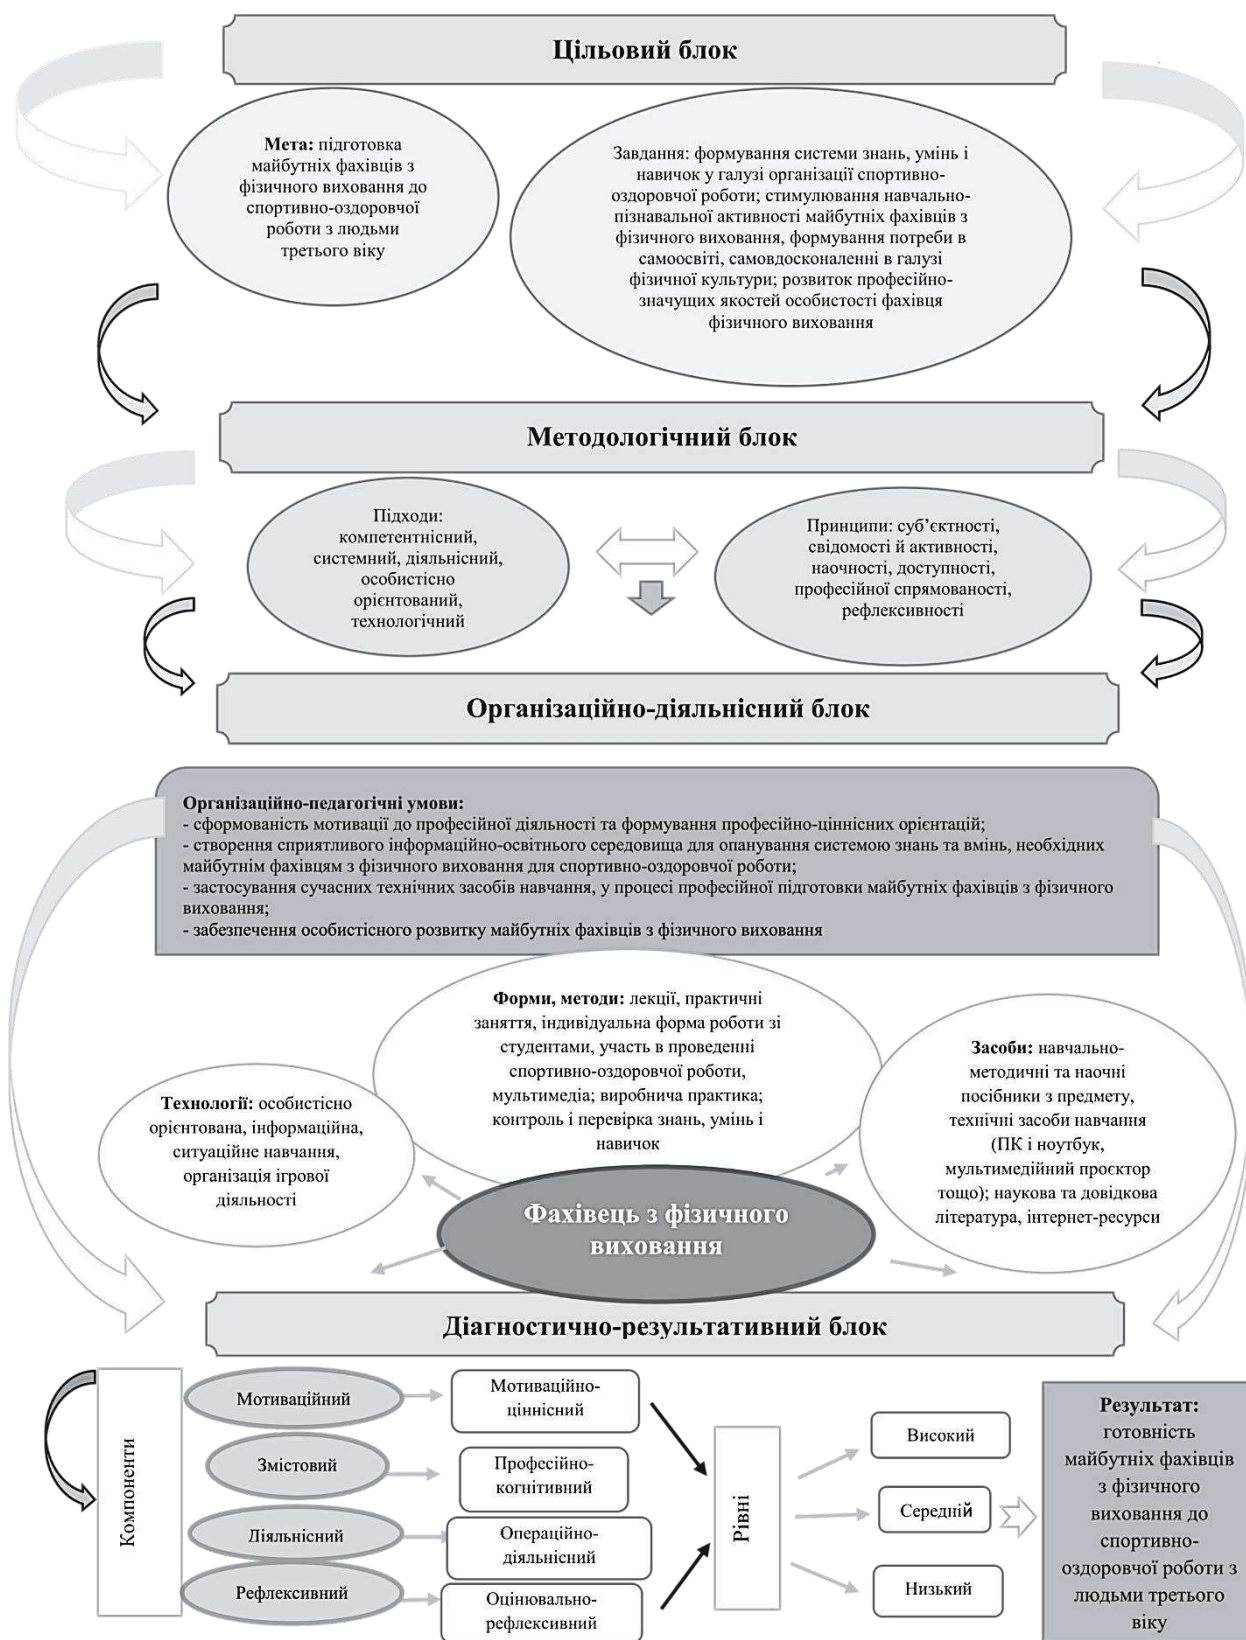 Цільовий блок
Мета: підготовка
майбутніх фахівців з
фізичного виховання до
спортивно-оздоровчої
роботи з людьми
третього віку
Завдання: формування системи знань, умінь і
навичок у галузі організації спортивно-
оздоровчої роботи; стимулювання навчально-
пізнавальної активності майбутніх фахівців з
фізичного виховання, формування потреби в
самоосвіті, самовдосконаленні в галузі
фізичної культури; розвиток професійно-
значущих якостей особистості фахівця
фізичного виховання
Методологічний блок
Підходи:
компетентнісний,
системний, діяльнісний,
особистісно
орієнтований,
технологічний
Принципи: суб’єктності,
свідомості й активності,
наочності, доступності,
професійної спрямованості,
рефлексивності
Організаційно-діяльнісний блок
Організаційно-педагогічні умови:
- сформованість мотивації до професійної діяльності та формування професійно-ціннісних орієнтацій;
- створення сприятливого інформаційно-освітнього середовища для опанування системою знань та вмінь, необхідних
майбутнім фахівцям з фізичного виховання для спортивно-оздоровчої роботи;
- застосування сучасних технічних засобів навчання, у процесі професійної підготовки майбутніх фахівців з фізичного
виховання;
- забезпечення особистісного розвитку майбутніх фахівців з фізичного виховання
Форми, методи: лекції, практичні
заняття, індивідуальна форма роботи зі
студентами, участь в проведенні
спортивно-оздоровчої роботи,
мультимедіа; виробнича практика;
контроль і перевірка знань, умінь і
навичок
Технології: особистісно
орієнтована, інформаційна,
ситуаційне навчання,
організація ігрової
діяльності
Засоби: навчально-
методичні та наочні
посібники з предмету,
технічні засоби навчання
(ПК і ноутбук,
мультимедійний проєктор
тощо); наукова та довідкова
література, інтернет-ресурси
Фахівець з фізичного
виховання
Діагностично-результативний блок
Компоненти
Мотиваційний
Змістовий
Діяльнісний
Рефлексивний
Мотиваційно-
ціннісний
Професійно-
когнітивний
Операційно-
діяльнісний
Оцінювально-
рефлексивний
Рівні
Високий
Середній
Низький
Результат:
готовність
майбутніх фахівців
з фізичного
виховання до
спортивно-
оздоровчої роботи з
людьми третього
віку